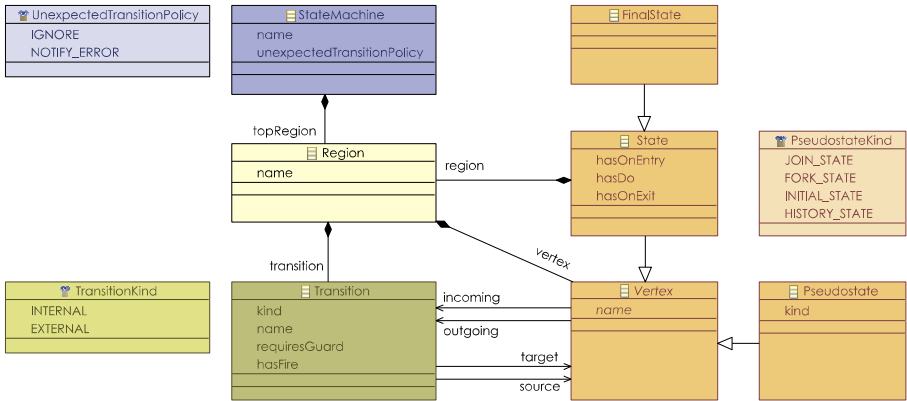 UnexpectedTransitionPolicy
IGNORE
NOTIFY_ERROR
StateMachine
name
unexpectedTransitionPolicy
FinalState
topRegion
Region
name
region
State
hasOnEntry
hasDo
hasOnExit
PseudostateKind
JOIN_STATE
FORK_STATE
INITIAL_STATE
HISTORY_STATE
transition
vertex
TransitionKind
INTERNAL
EXTERNAL
Transition
kind
name
requiresGuard
hasFire
incoming
outgoing
target
source
Vertex
name
Pseudostate
kind